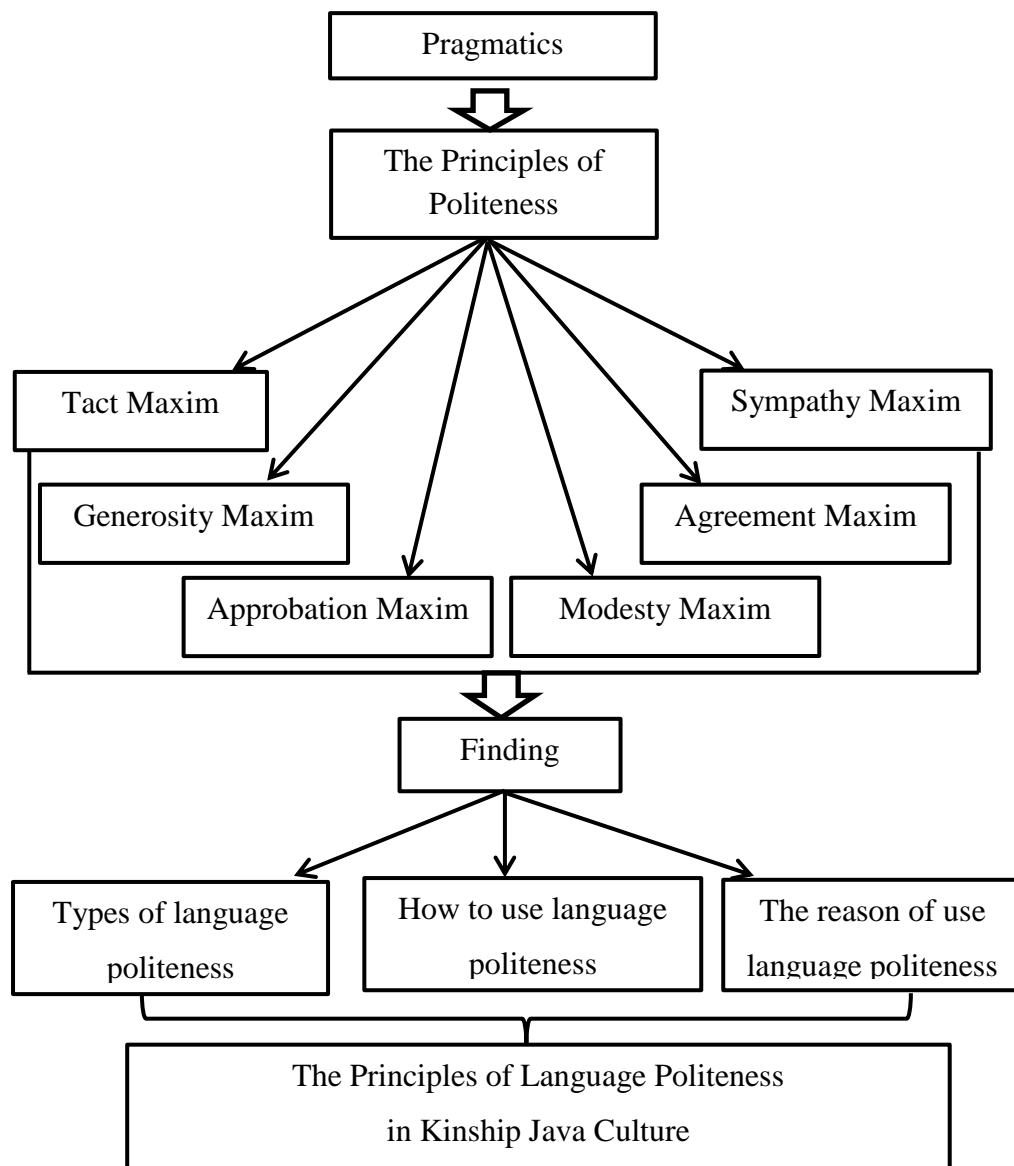 Pragmatics
The Principles of
Politeness
Tact Maxim
Sympathy Maxim
Generosity Maxim
Agreement Maxim
Approbation Maxim
Modesty Maxim
Finding
Types of language
politeness
How to use language
politeness
The reason of use
language politeness
The Principles of Language Politeness
in Kinship Java Culture